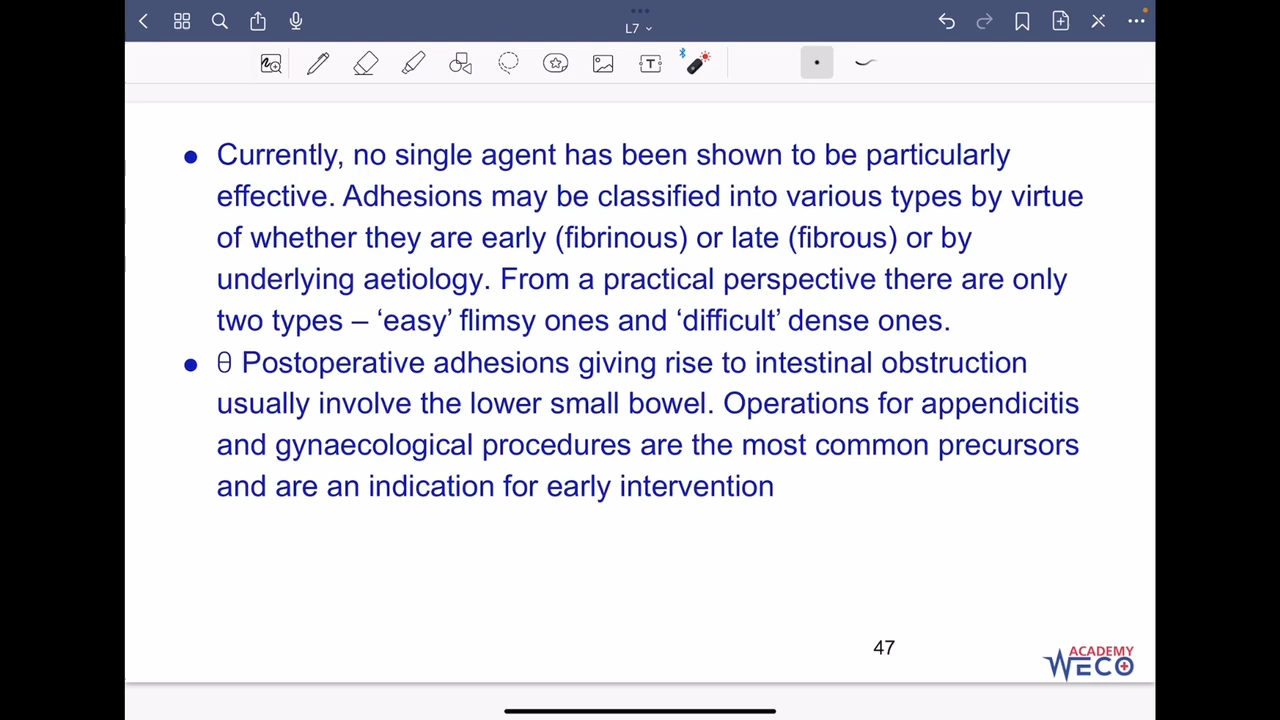 L7
T
● Currently, no single agent has been shown to be particularly
effective. Adhesions may be classified into various types by virtue
of whether they are early (fibrinous) or late (fibrous) or by
underlying aetiology. From a practical perspective there are only
two types – ‘easy’ flimsy ones and ‘difficult’ dense ones.
● θ Postoperative adhesions giving rise to intestinal obstruction
usually involve the lower small bowel. Operations for appendicitis
and gynaecological procedures are the most common precursors
and are an indication for early intervention
47
ACADEMY
WECO